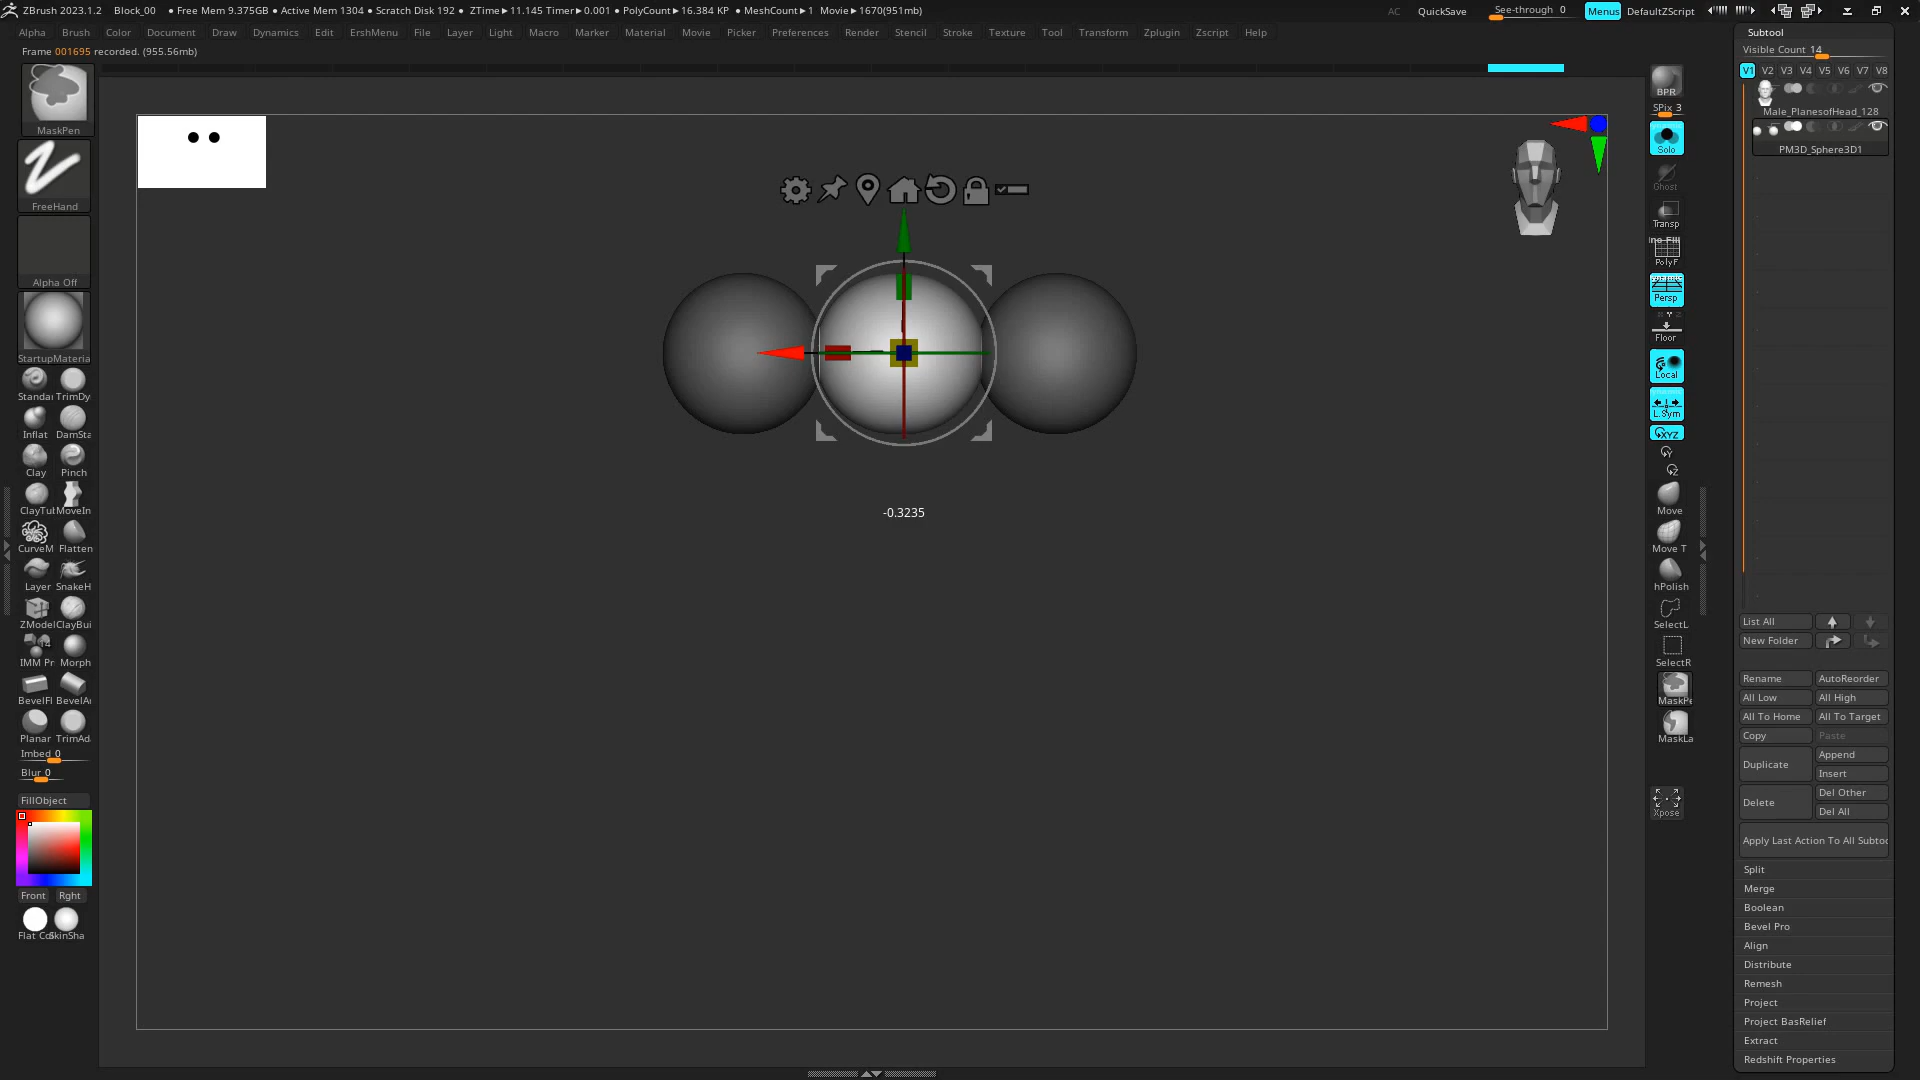 ZBrush 2023.1.2 Block_00 • Free Mem 9.375GB • Active Mem 1304 • Scratch Disk 192 • ZTime►11.145 Timer►0.001 • PolyCount►16.384 KP • MeshCount►1 Movie►1670(951mb) AC QuickSave See-through 0 Menus DefaultZScript
Alpha Brush Color Document Draw Dynamics Edit ErshMenu File Layer Light Macro Marker Material Movie Picker Preferences Render Stencil Stroke Texture Tool Transform Zplugin Zscript Help
Frame 001695 recorded. (955.56mb)
MaskPen
FreeHand
Alpha Off
StartupMateria
Standa TrimDy
Inflat DamSta
Clay Pinch
ClayTu MoveIn
CurveM Flatten
Layer SnakeH
ZModel ClayBui
14
IMM Pr Morph
BevelFl BevelA
Planar TrimAd
Imbed 0
Blur 0
FillObject
Front Rght
Flat Co SkinSha
-0.3235
BPR
SPix 3
Solo
Ghost
Transp
PolyF
Persp
Floor
Local
L.Sym
XYZ
Y
Z
Move
Move T
hPolish
SelectL
SelectR
MaskPe
MaskLa
Xpose
Subtool
Visible Count 14
V1 V2 V3 V4 V5 V6 V7 V8
Male_PlanesofHead_128
PM3D_Sphere3D1
List All
New Folder
Rename AutoReorder
All Low All High
All To Home All To Target
Copy Paste
Duplicate Append
Insert
Delete Del Other
Del All
Apply Last Action To All Subtoo
Split
Merge
Boolean
Bevel Pro
Align
Distribute
Remesh
Project
Project BasRelief
Extract
Redshift Properties